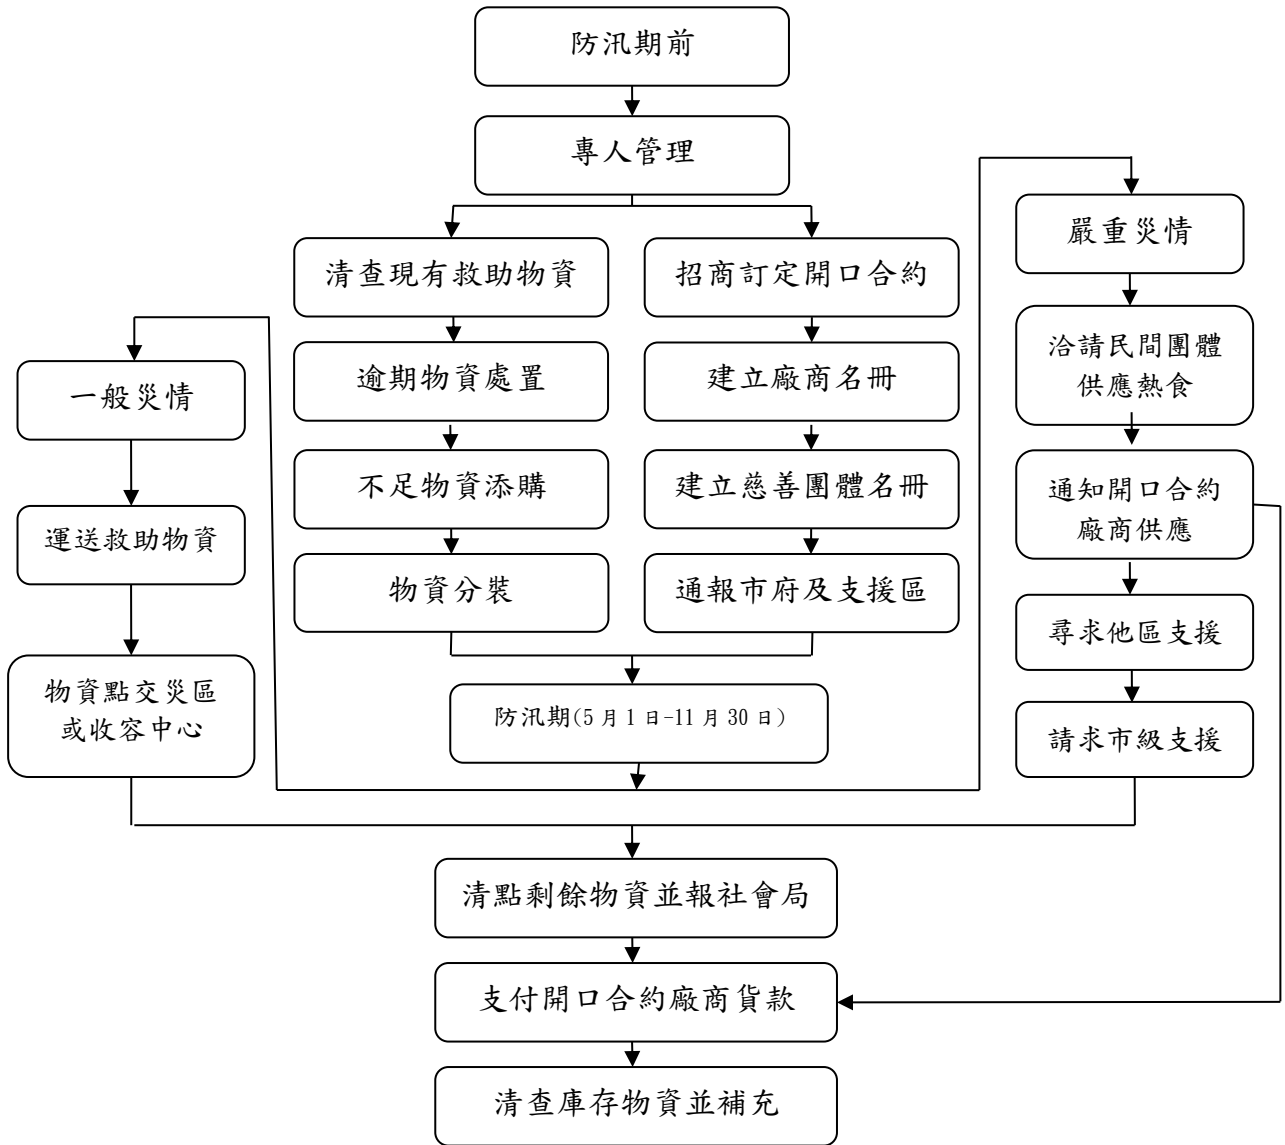 防汛期前
專人管理
清查現有救助物資
逾期物資處置
不足物資添購
物資分裝
招商訂定開口合約
建立廠商名冊
建立慈善團體名冊
通報市府及支援區
防汛期(5月1日-11月30日)
一般災情
運送救助物資
物資點交災區
或收容中心
嚴重災情
洽請民間團體
供應熱食
通知開口合約
廠商供應
尋求他區支援
請求市級支援
清點剩餘物資並報社會局
支付開口合約廠商貨款
清查庫存物資並補充